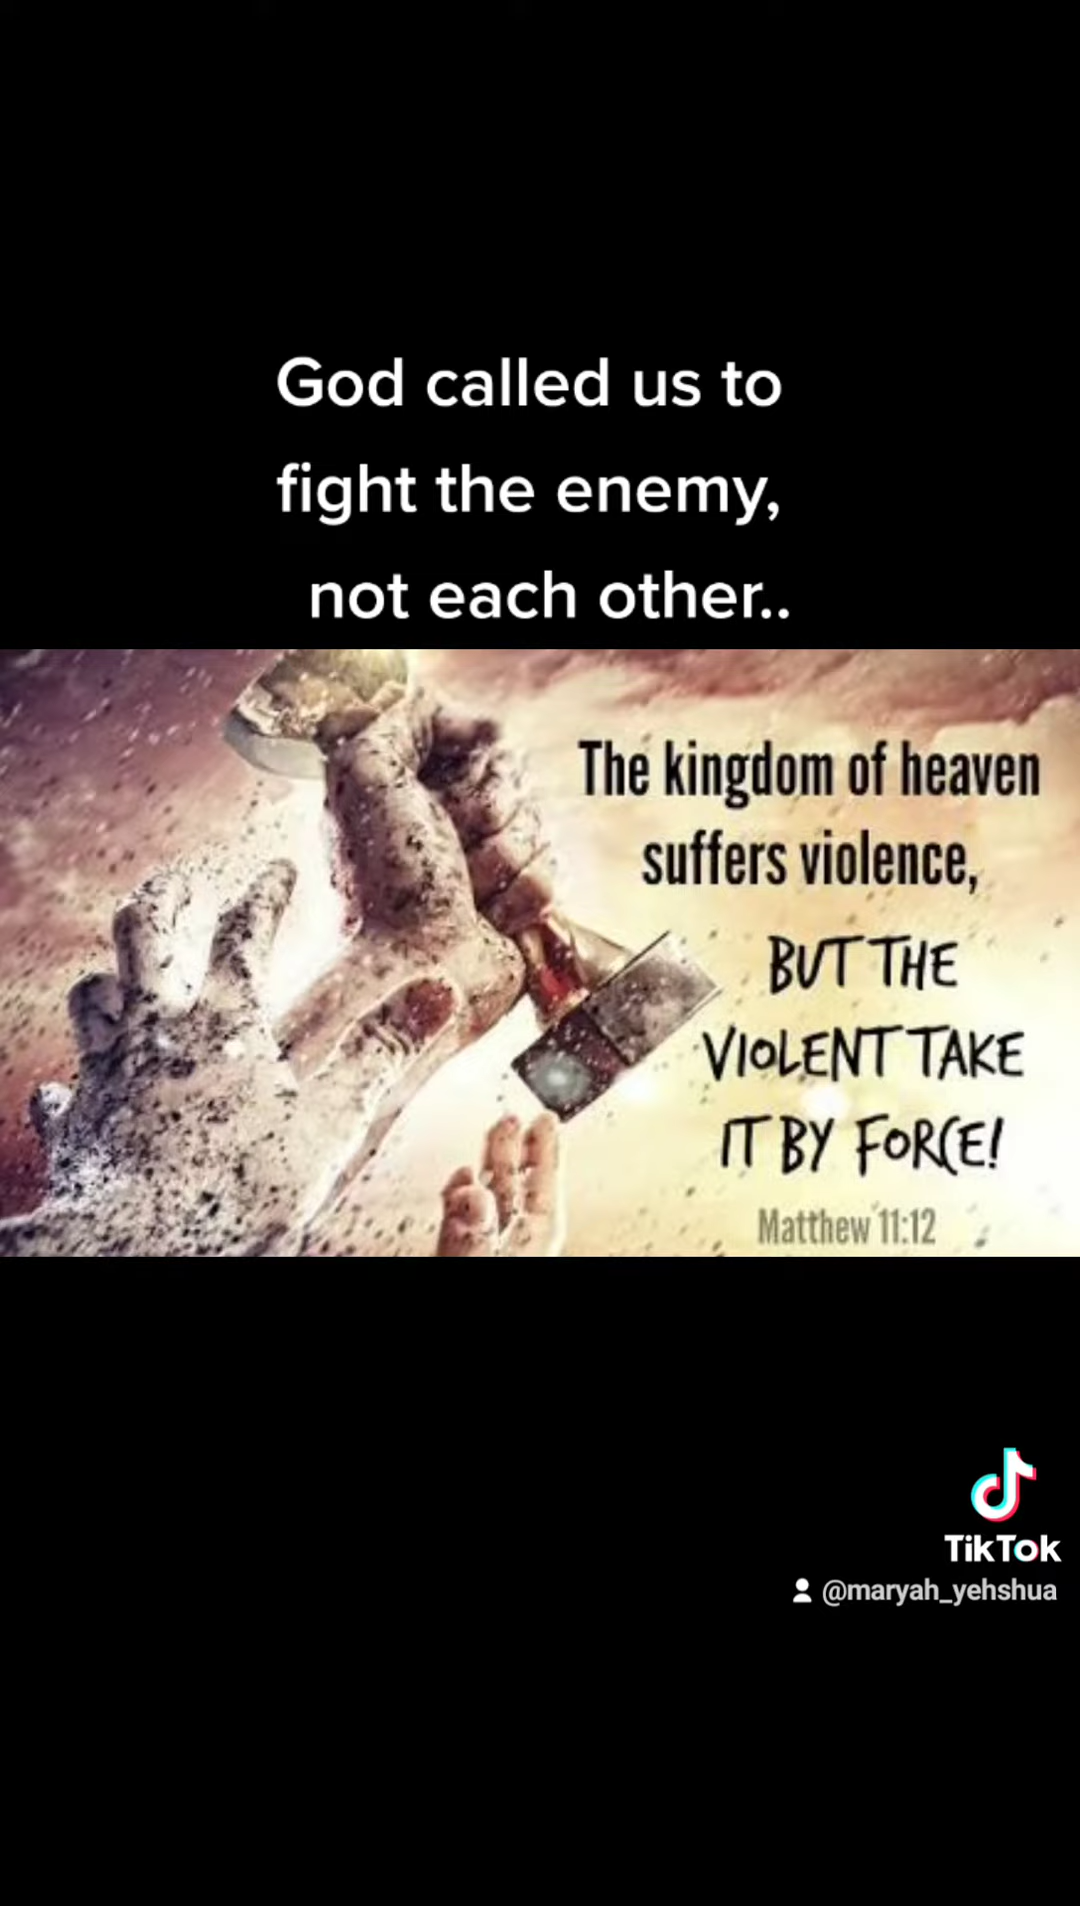 God called us to
fight the enemy,
not each other..
The kingdom of heaven
suffers violence,
BUT THE
VIOLENT TAKE
IT BY FORCE!
Matthew 11:12
TikTok
@maryah_yehshua